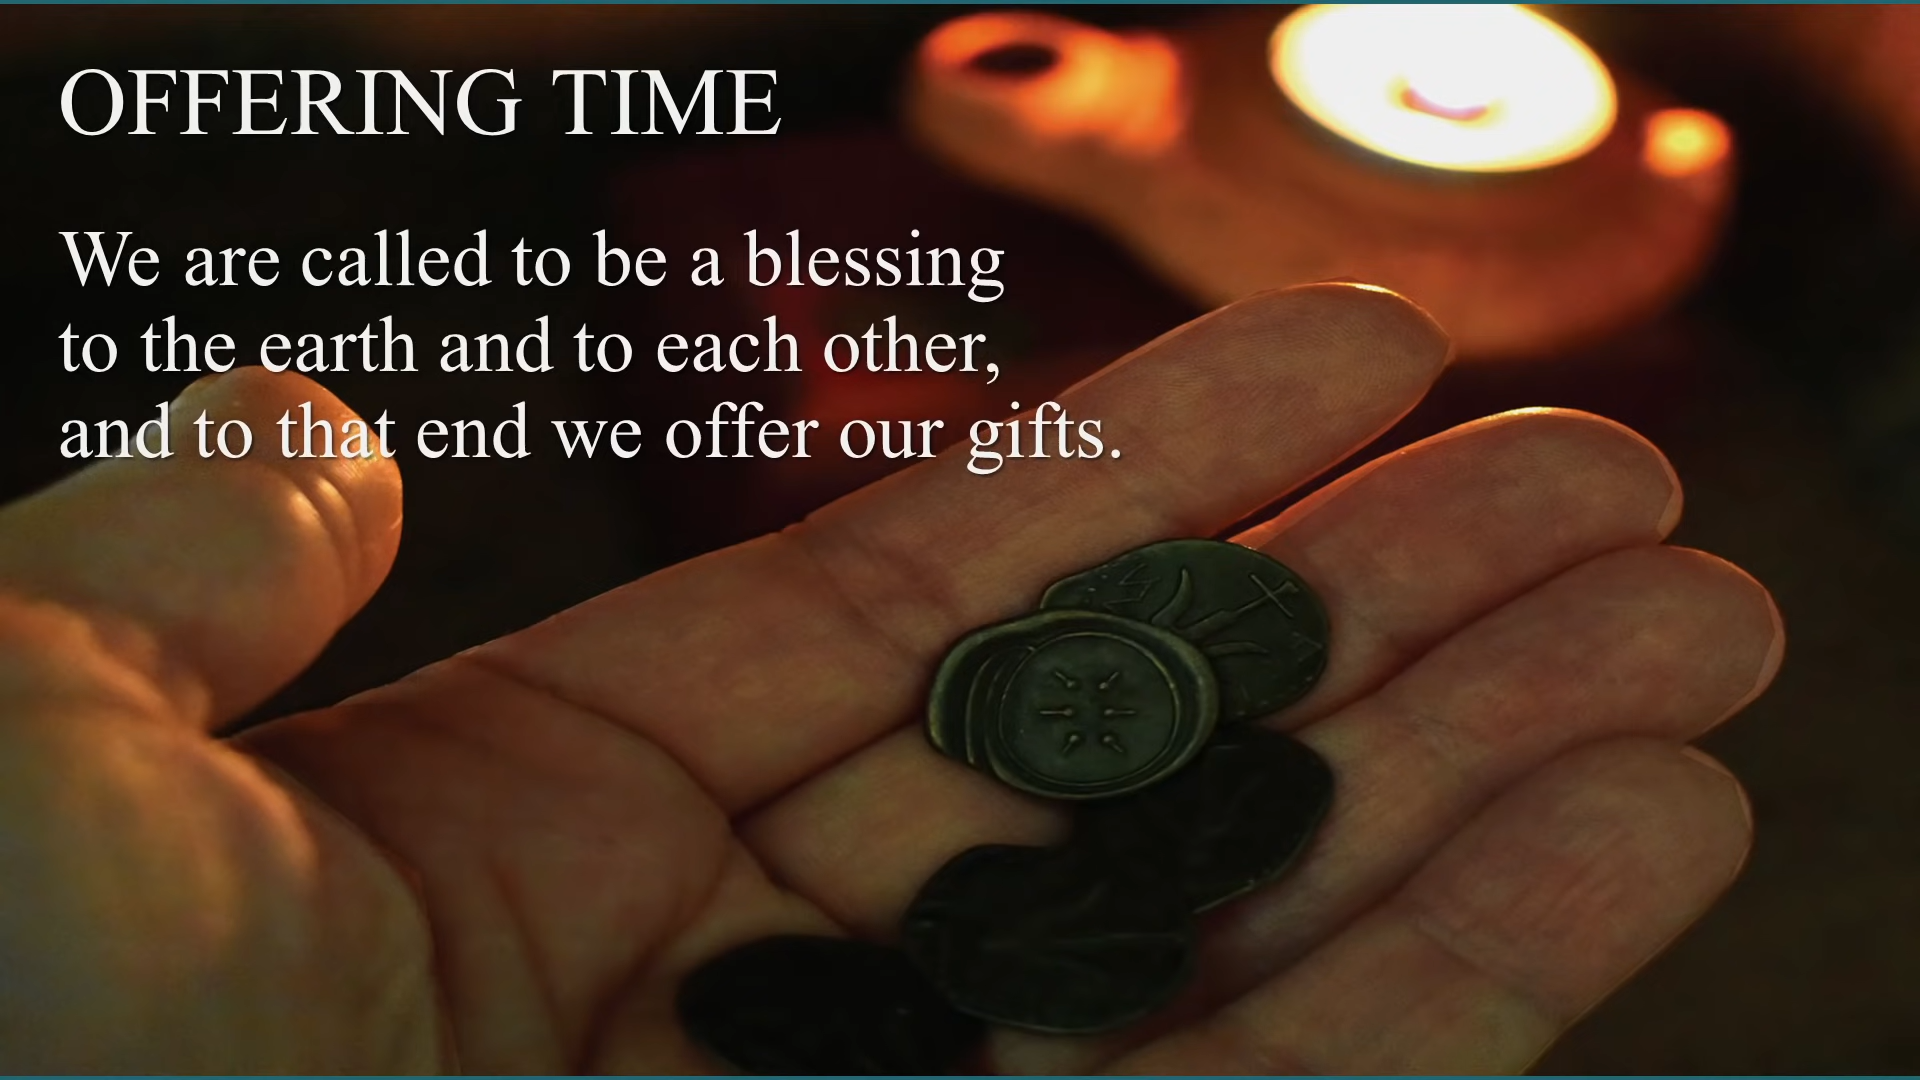 OFFERING TIME
We are called to be a blessing
to the earth and to each other,
and to that end we offer our gifts.